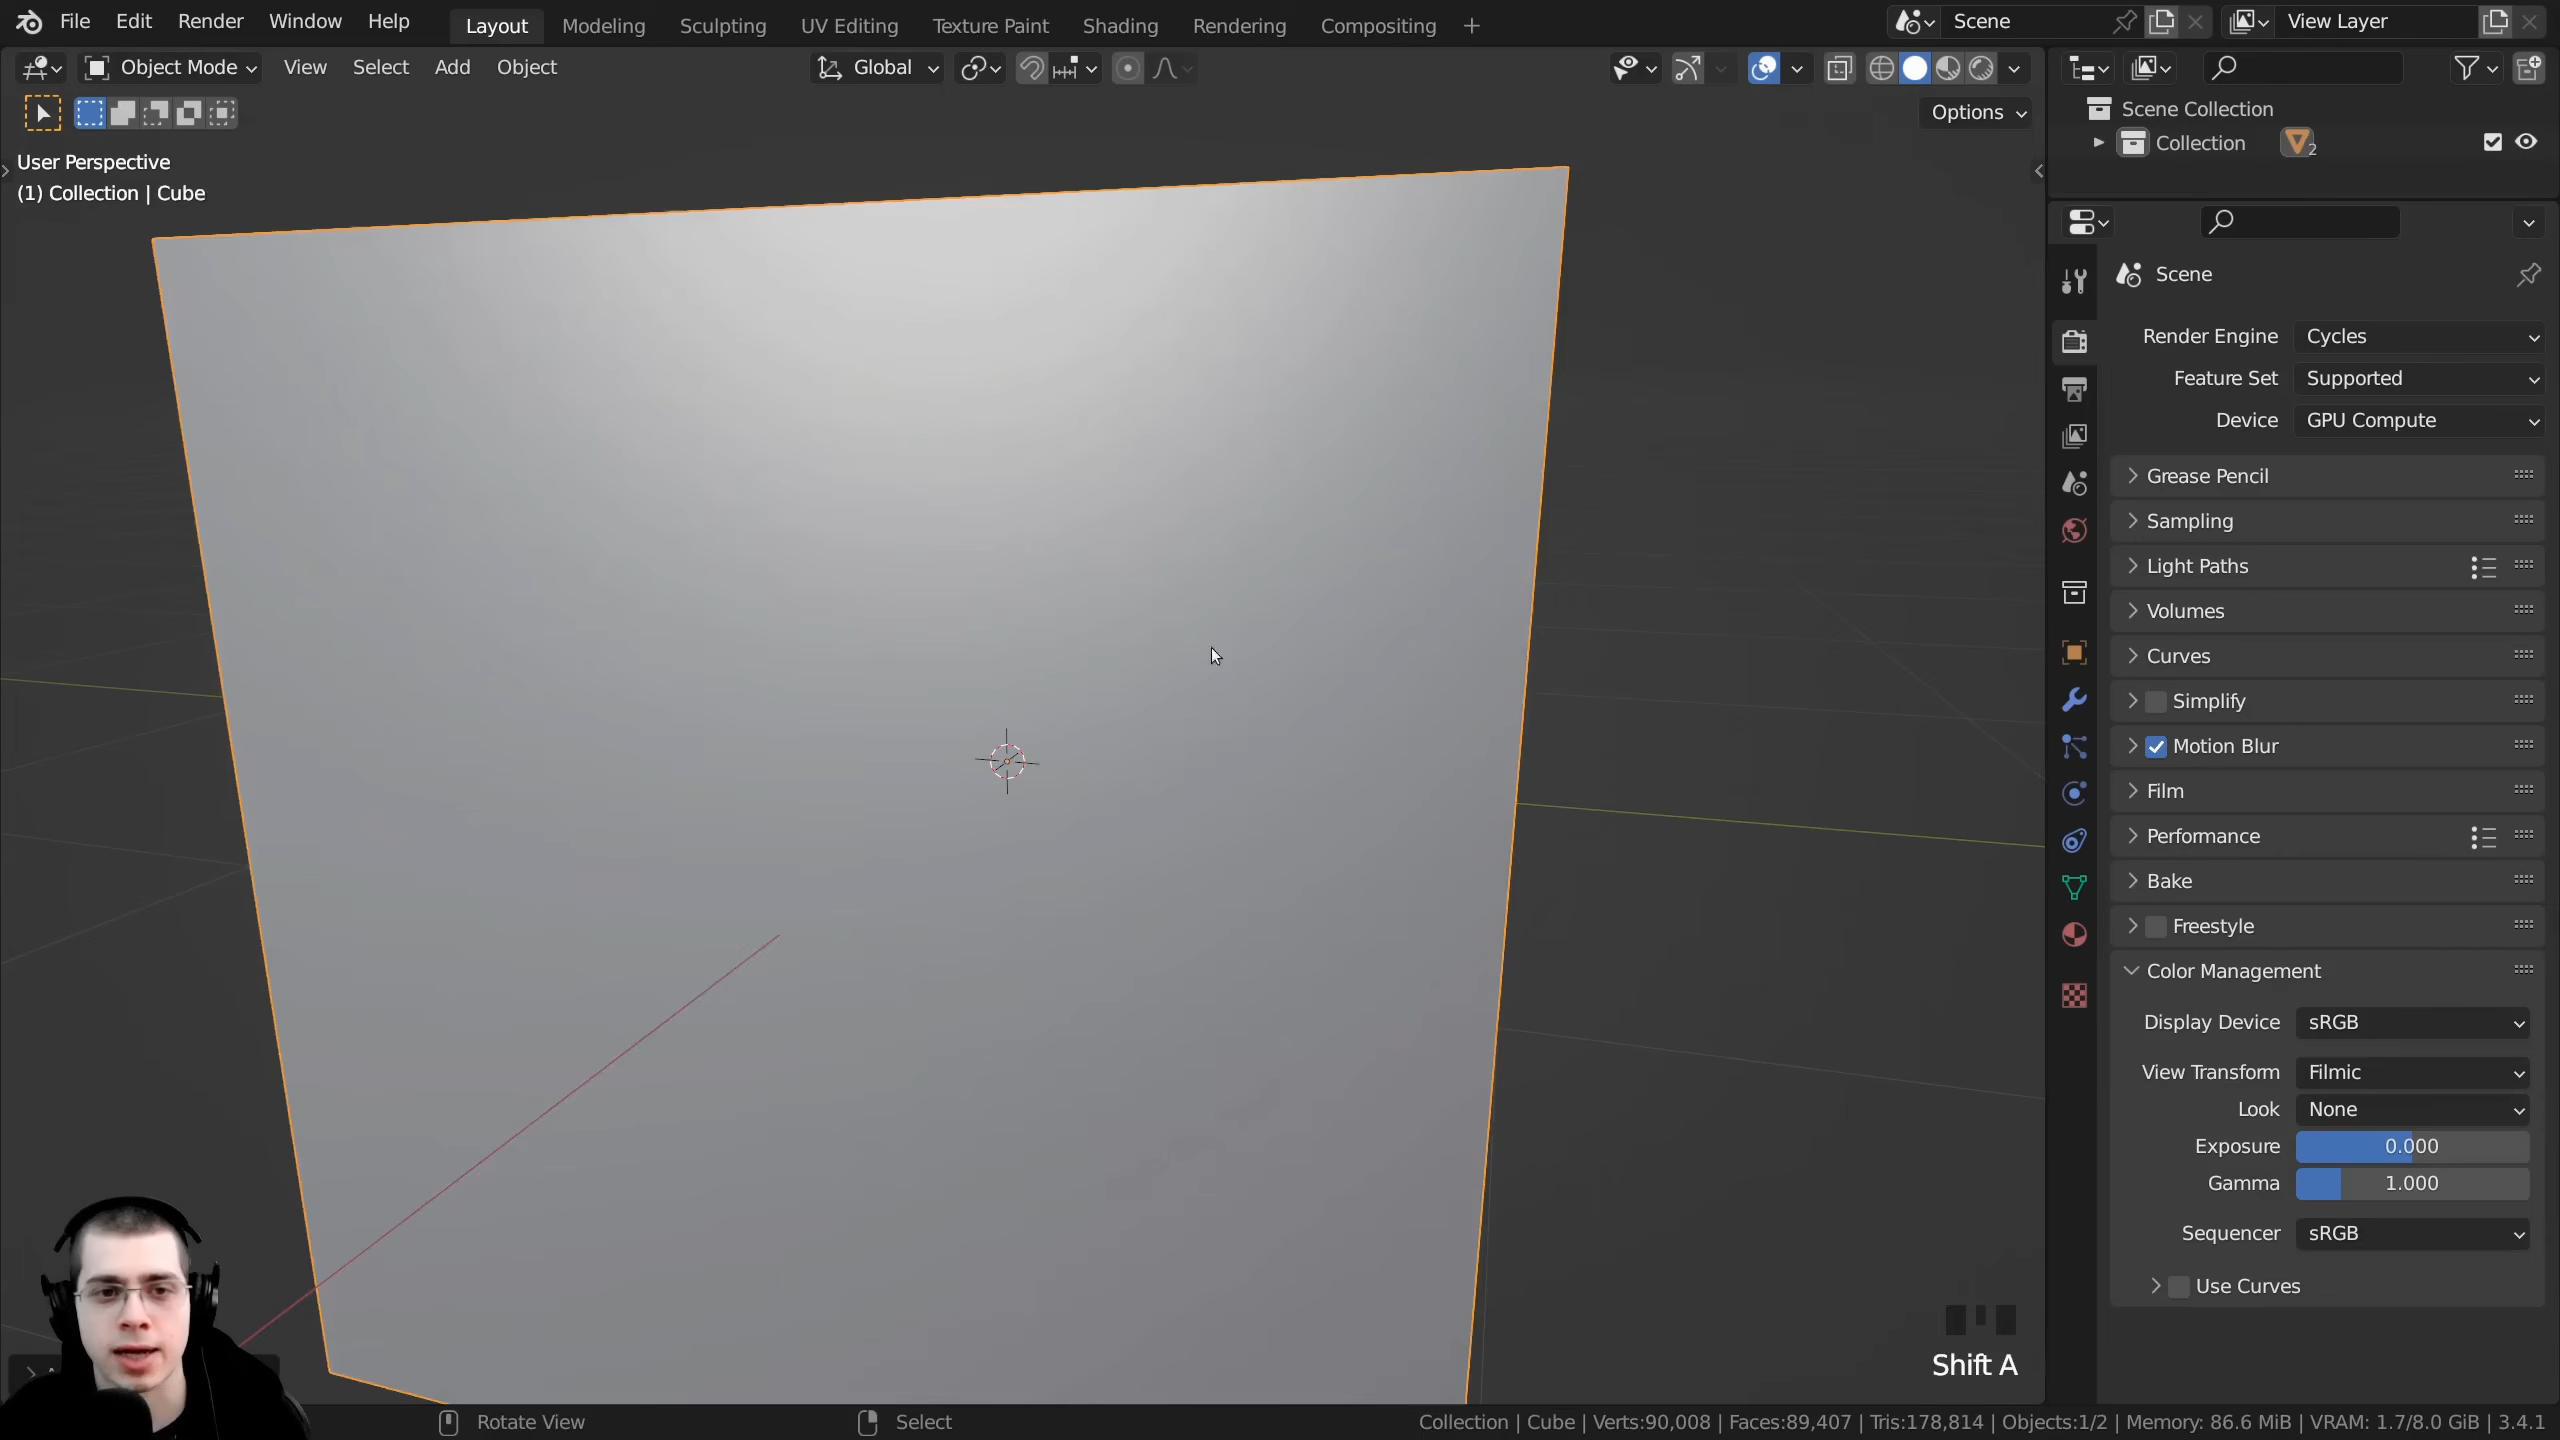 File Edit Render Window Help
Layout Modeling Sculpting UV Editing Texture Paint Shading Rendering Compositing +
Scene
View Layer
Object Mode View Select Add Object
Global
Options
User Perspective
(1) Collection | Cube
Scene Collection
Collection
2
Scene
Render Engine Cycles
Feature Set Supported
Device GPU Compute
Grease Pencil
Sampling
Light Paths
Volumes
Curves
Simplify
Motion Blur
Film
Performance
Bake
Freestyle
Color Management
Display Device sRGB
View Transform Filmic
Look None
Exposure 0.000
Gamma 1.000
Sequencer sRGB
Use Curves
Shift A
Rotate View
Select
Collection | Cube | Verts:90,008 | Faces:89,407 | Tris:178,814 | Objects:1/2 | Memory: 86.6 MiB | VRAM: 1.7/8.0 GiB | 3.4.1